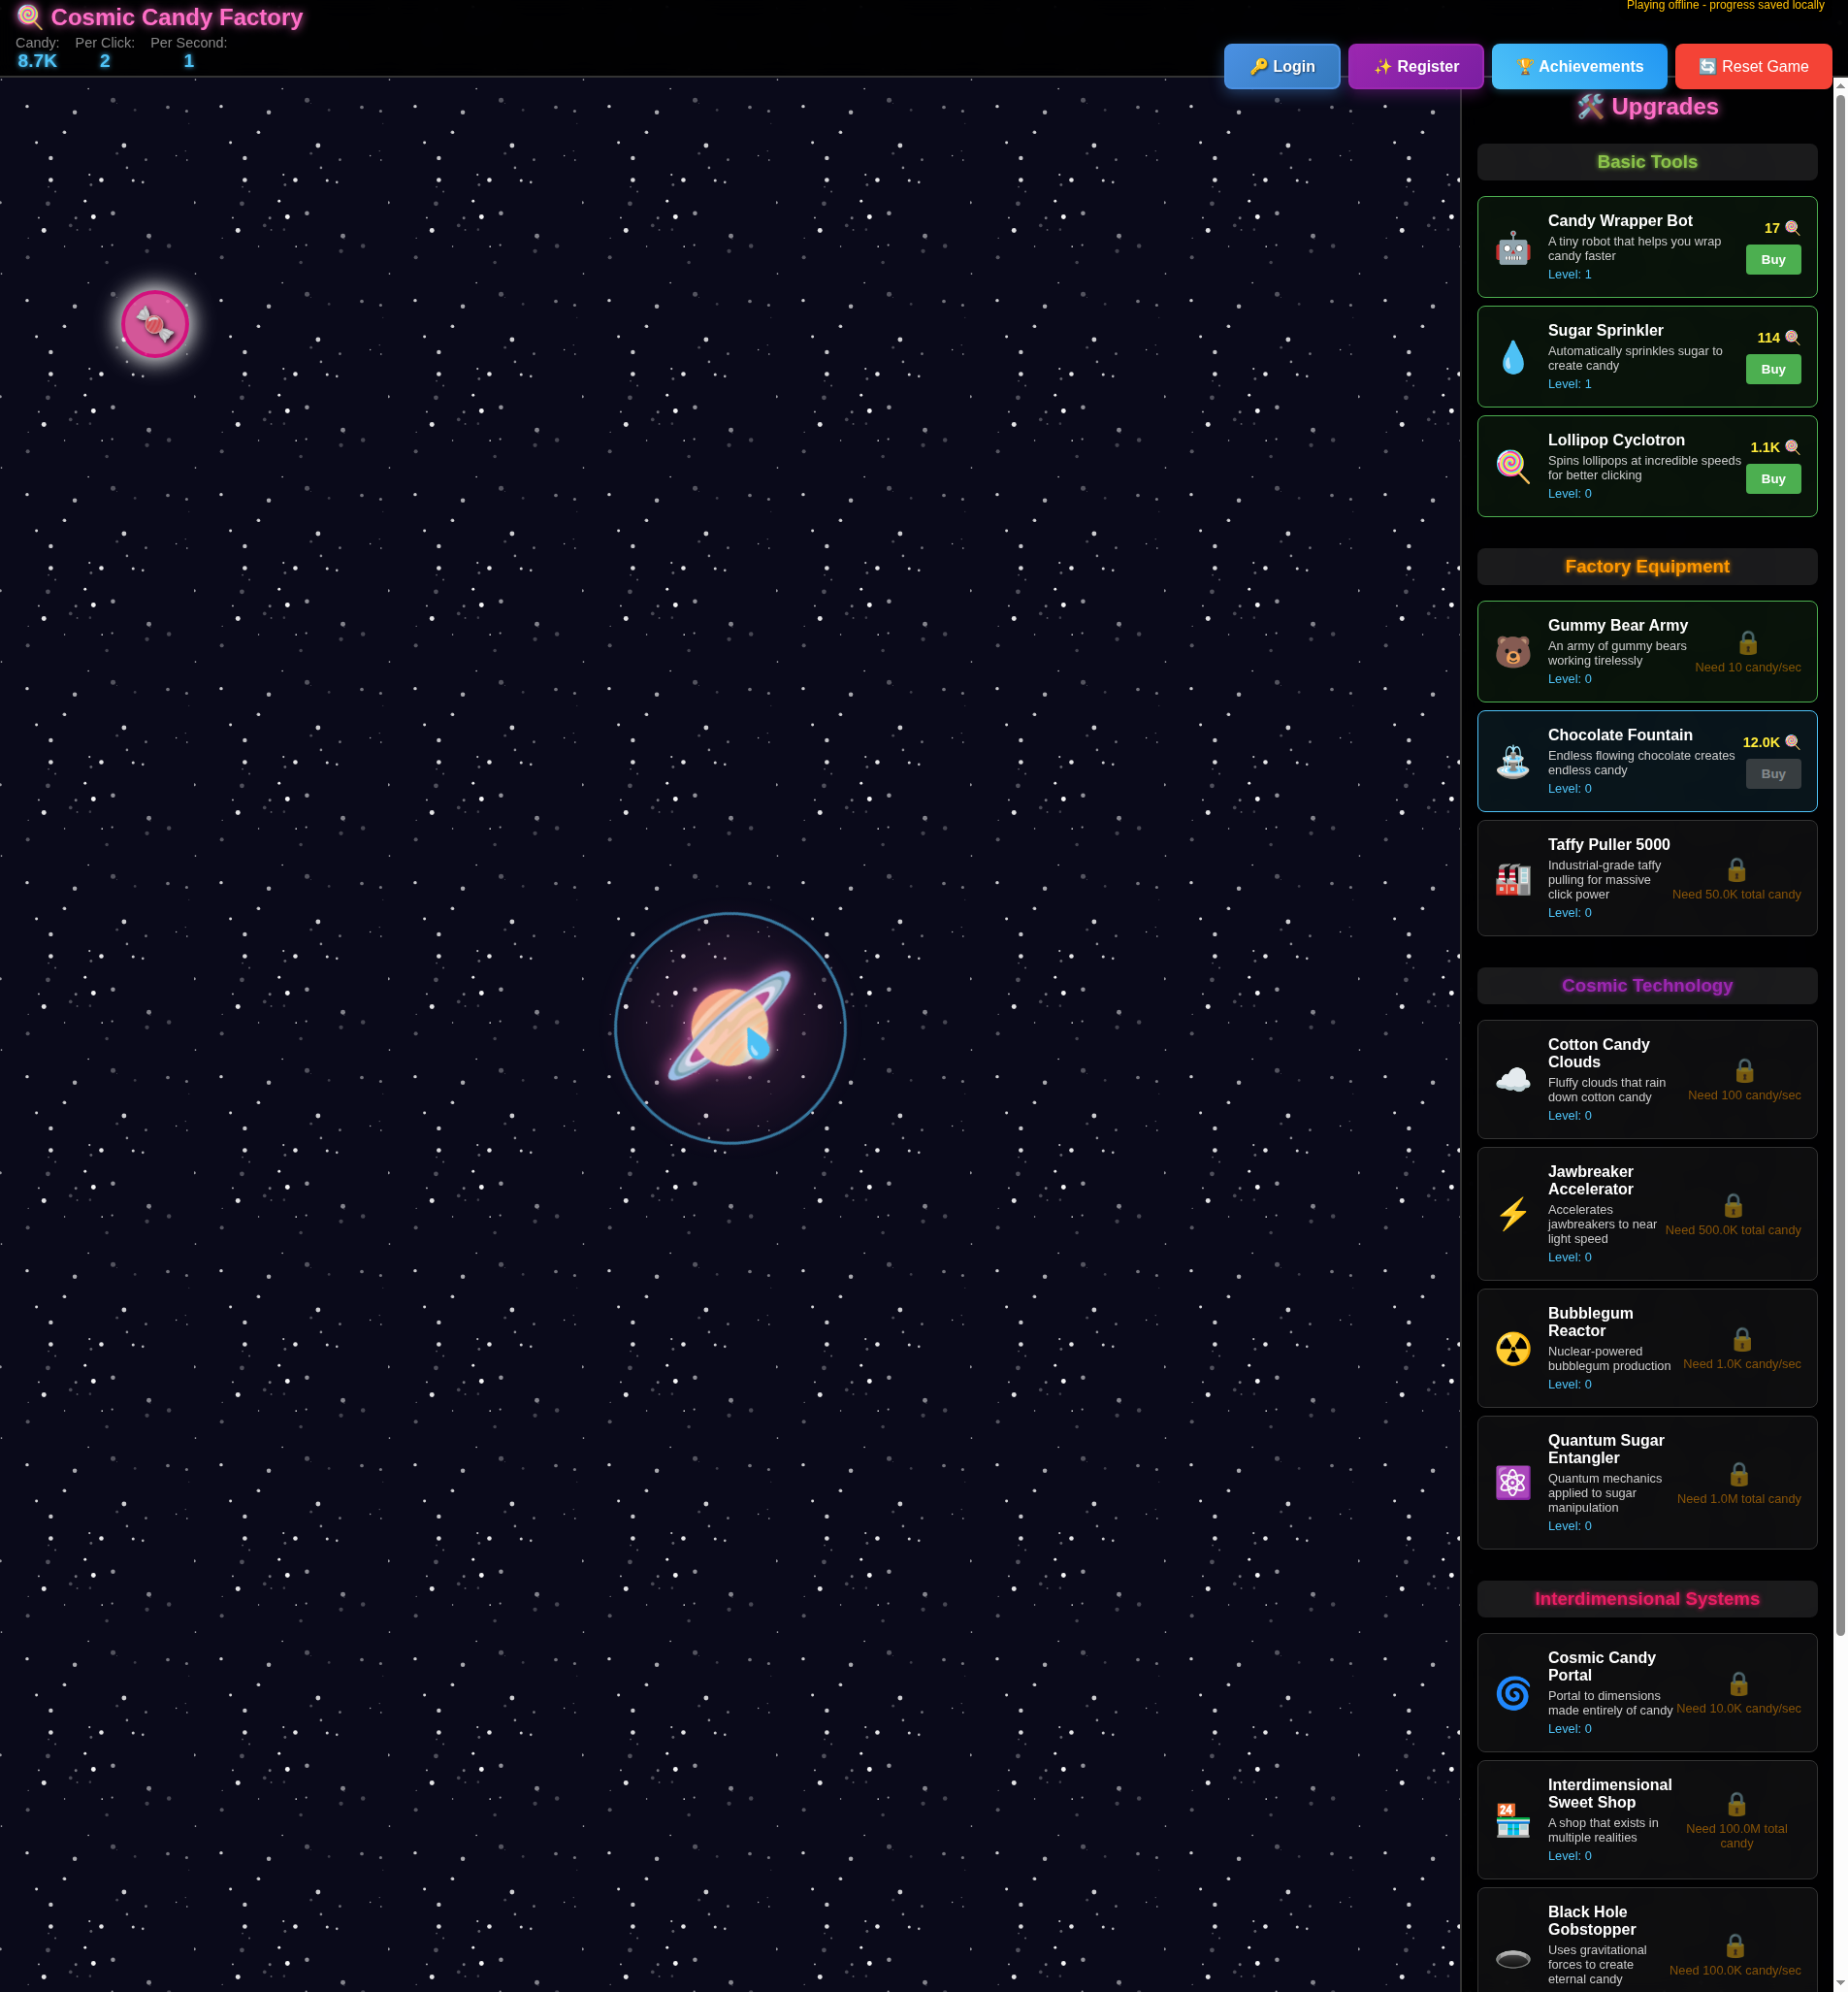 Cosmic Candy Factory
Playing offline - progress saved locally
Candy: Per Click: Per Second:
8.7K 2 1
Login
Register
Achievements
Reset Game
Upgrades
Basic Tools
Candy Wrapper Bot
A tiny robot that helps you wrap
candy faster
Level: 1
17
Buy
Sugar Sprinkler
Automatically sprinkles sugar to
create candy
Level: 1
114
Buy
Lollipop Cyclotron
Spins lollipops at incredible speeds
for better clicking
Level: 0
1.1K
Buy
Factory Equipment
Gummy Bear Army
An army of gummy bears
working tirelessly
Level: 0
Need 10 candy/sec
Chocolate Fountain
Endless flowing chocolate creates
endless candy
Level: 0
12.0K
Buy
Taffy Puller 5000
Industrial-grade taffy
pulling for massive
click power
Level: 0
Need 50.0K total candy
Cosmic Technology
Cotton Candy
Clouds
Fluffy clouds that rain
down cotton candy
Level: 0
Need 100 candy/sec
Jawbreaker
Accelerator
Accelerates
jawbreakers to near
light speed
Level: 0
Need 500.0K total candy
Bubblegum
Reactor
Nuclear-powered
bubblegum production
Level: 0
Need 1.0K candy/sec
Quantum Sugar
Entangler
Quantum mechanics
applied to sugar
manipulation
Level: 0
Need 1.0M total candy
Interdimensional Systems
Cosmic Candy
Portal
Portal to dimensions
made entirely of candy
Level: 0
Need 10.0K candy/sec
Interdimensional
Sweet Shop
A shop that exists in
multiple realities
Level: 0
Need 100.0M total
candy
24
Black Hole
Gobstopper
Uses gravitational
forces to create
eternal candy
Need 100.0K candy/sec